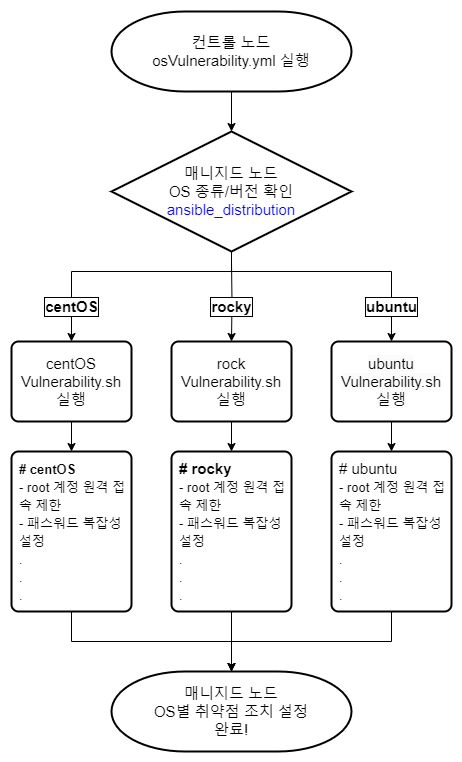 컨트롤 노드
osVulnerability.yml 실행
매니지드 노드
OS 종류/버전 확인
ansible_distribution
centOS
rocky
ubuntu
centOS
Vulnerability.sh
실행
rock
Vulnerability.sh
실행
ubuntu
Vulnerability.sh
실행
# centOS
- root 계정 원격 접
속 제한
- 패스워드 복잡성
설정
.
.
.
# rocky
- root 계정 원격 접
속 제한
- 패스워드 복잡성
설정
.
.
.
# ubuntu
- root 계정 원격 접
속 제한
- 패스워드 복잡성
설정
.
.
.
매니지드 노드
OS별 취약점 조치 설정
완료!